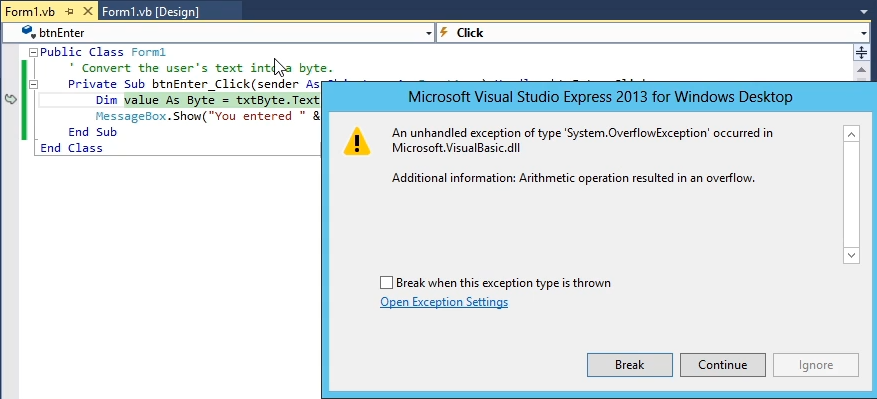 Form1.vb Form1.vb [Design]
btnEnter Click
Public Class Form1
' Convert the user's text into a byte.
Private Sub btnEnter_Click(sender As
Dim value As Byte = txtByte.Text
MessageBox.Show("You entered " &
End Sub
End Class
Microsoft Visual Studio Express 2013 for Windows Desktop
An unhandled exception of type 'System.OverflowException' occurred in
Microsoft.VisualBasic.dll
Additional information: Arithmetic operation resulted in an overflow.
Break when this exception type is thrown
Open Exception Settings
Break Continue Ignore